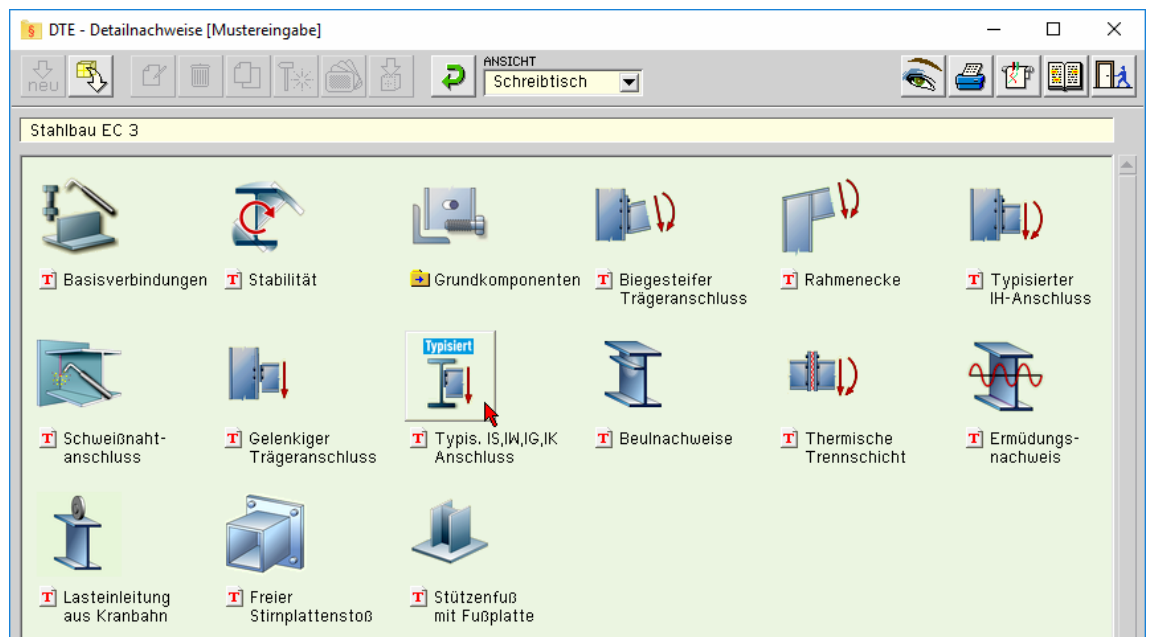 DTE - Detailnachweise [Mustereingabe]
neu
ANSICHT
Schreibtisch
Stahlbau EC 3
T Basisverbindungen
T Stabilität
Grundkomponenten
T Biegesteifer
Trägeranschluss
T Rahmenecke
T Typisierter
IH-Anschluss
T Schweißnaht-
anschluss
T Gelenkiger
Trägeranschluss
Typisiert
T Typis. IS,IW,IG,IK
Anschluss
T Beulnachweise
T Thermische
Trennschicht
T Ermüdungs-
nachweis
T Lasteinleitung
aus Kranbahn
T Freier
Stirnplattenstoß
T Stützenfuß
mit Fußplatte